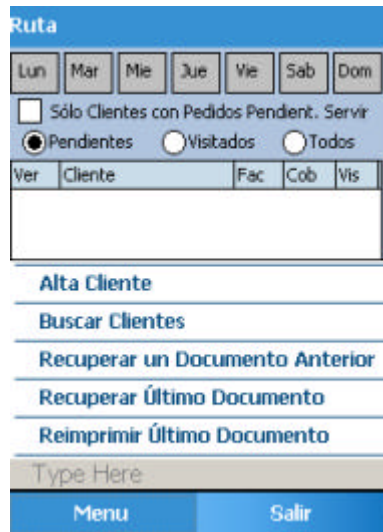 Ruta
Lun Mar Mie Jue Vie Sab Dom
Sólo Clientes con Pedidos Pendient. Servir
Pendientes Visitados Todos
Ver Cliente Fac Cob Vis
Alta Cliente
Buscar Clientes
Recuperar un Documento Anterior
Recuperar Último Documento
Reimprimir Último Documento
Type Here
Menu Salir